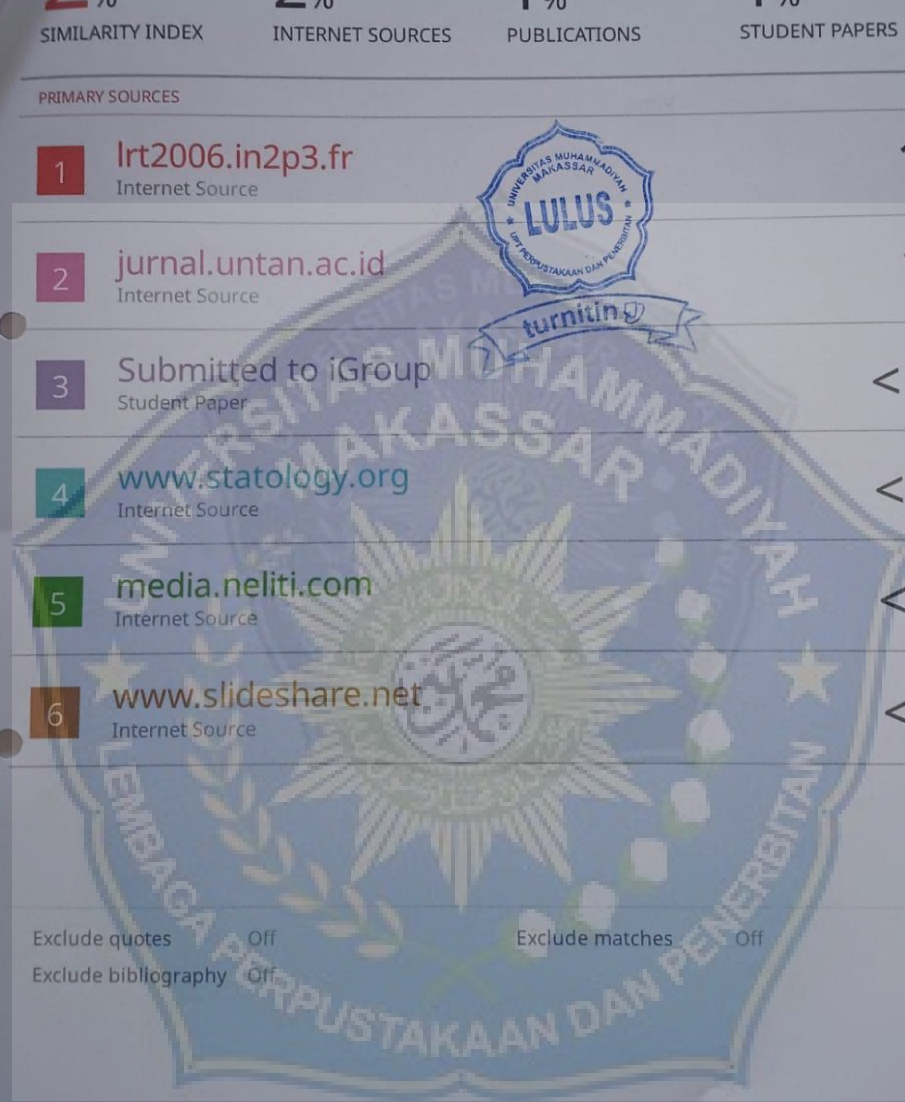 %
%
%
%
SIMILARITY INDEX
INTERNET SOURCES
PUBLICATIONS
STUDENT PAPERS
PRIMARY SOURCES
1
lrt2006.in2p3.fr
Internet Source
2
jurnal.untan.ac.id
Internet Source
3
Submitted to iGroup
Student Paper
<
4
www.statology.org
Internet Source
<
5
media.neliti.com
Internet Source
<
6
www.slideshare.net
Internet Source
<
Exclude quotes
Off
Exclude matches
Off
Exclude bibliography
Off
UNIVERSITAS MUHAMMADIYAH
MAKASSAR
LULUS
UPT PERPUSTAKAAN DAN PENERBITAN
turnitin
UNIVERSITAS MUHAMMADIYAH
MAKASSAR
LEMBAGA PERPUSTAKAAN DAN PENERBITAN